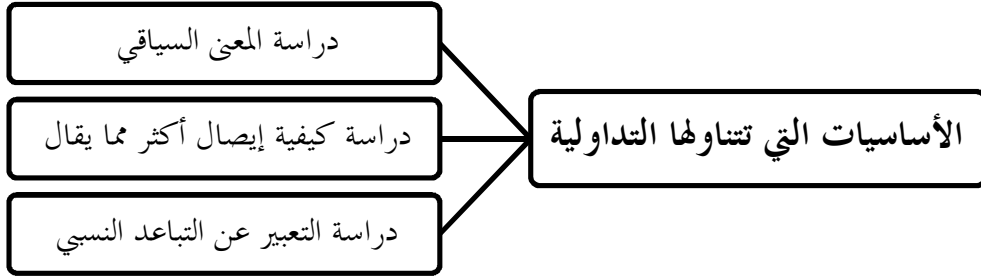 الأساسيات التي تتناولها التداولية
دراسة المعنى السياقي
دراسة كيفية إيصال أكثر مما يقال
دراسة التعبير عن التباعد النسبي